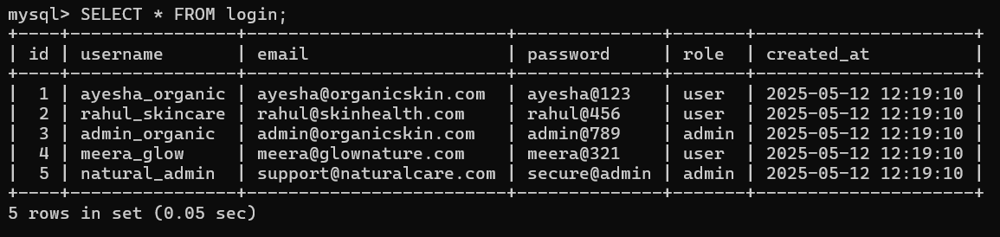 mysql> SELECT * FROM login;
+----+----------------+-------------------------+--------------+-------+---------------------+
| id | username       | email                   | password     | role  | created_at          |
+----+----------------+-------------------------+--------------+-------+---------------------+
|  1 | ayesha_organic | ayesha@organicskin.com  | ayesha@123   | user  | 2025-05-12 12:19:10 |
|  2 | rahul_skincare | rahul@skinhealth.com    | rahul@456    | user  | 2025-05-12 12:19:10 |
|  3 | admin_organic  | admin@organicskin.com   | admin@789    | admin | 2025-05-12 12:19:10 |
|  4 | meera_glow     | meera@glownature.com    | meera@321    | user  | 2025-05-12 12:19:10 |
|  5 | natural_admin  | support@naturalcare.com | secure@admin | admin | 2025-05-12 12:19:10 |
+----+----------------+-------------------------+--------------+-------+---------------------+
5 rows in set (0.05 sec)